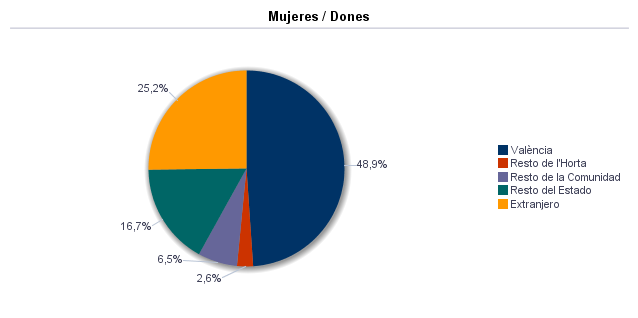 Mujeres / Dones
25,2%
48,9%
16,7%
6,5%
2,6%
València
Resto de l'Horta
Resto de la Comunidad
Resto del Estado
Extranjero